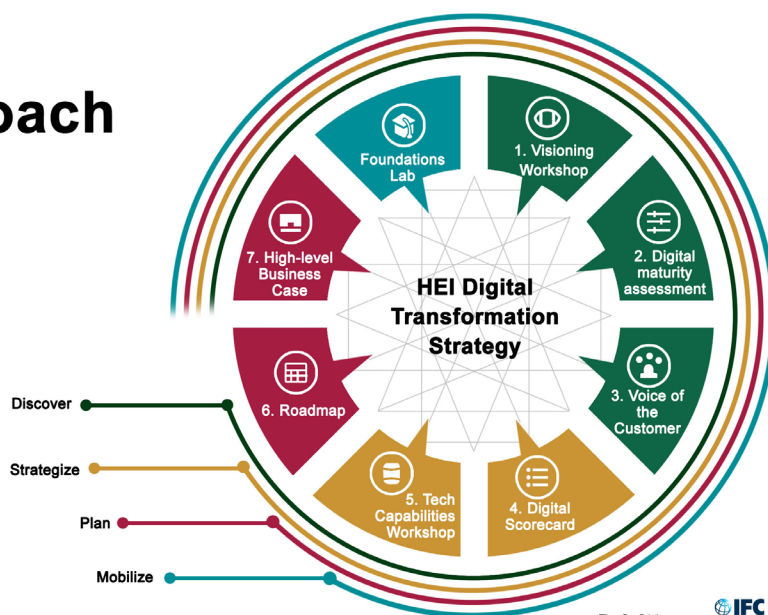 oach
Foundations
Lab
1. Visioning
Workshop
2. Digital
maturity
assessment
3. Voice of
the
Customer
4. Digital
Scorecard
5. Tech
Capabilities
Workshop
6. Roadmap
7. High-level
Business
Case
HEI Digital
Transformation
Strategy
Discover
Strategize
Plan
Mobilize
IFC